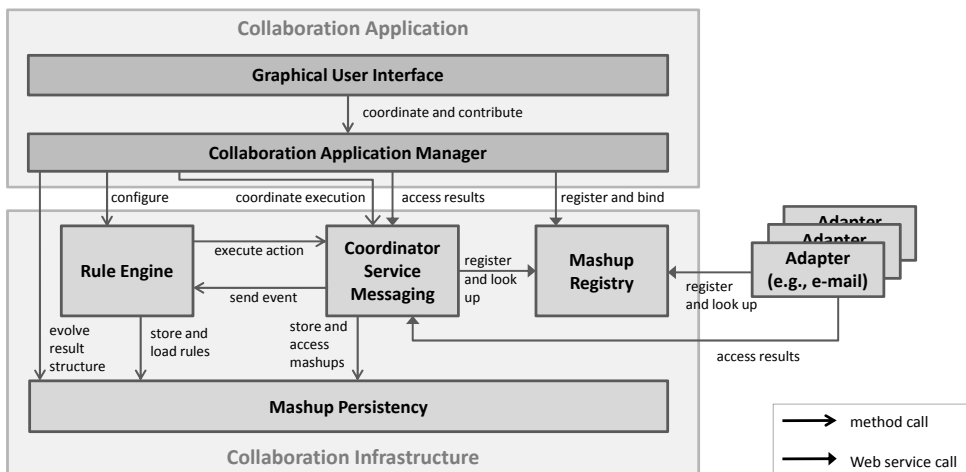 Collaboration Application
Graphical User Interface
coordinate and contribute
Collaboration Application Manager
configure
coordinate execution
access results
register and bind
Rule Engine
execute action
send event
Coordinator
Service
Messaging
register
and look
up
Mashup
Registry
Adapter
Adapter
Adapter
(e.g., e-mail)
register
and look up
evolve
result
structure
store and
load rules
store and
access
mashups
access results
Mashup Persistency
Collaboration Infrastructure
method call
Web service call